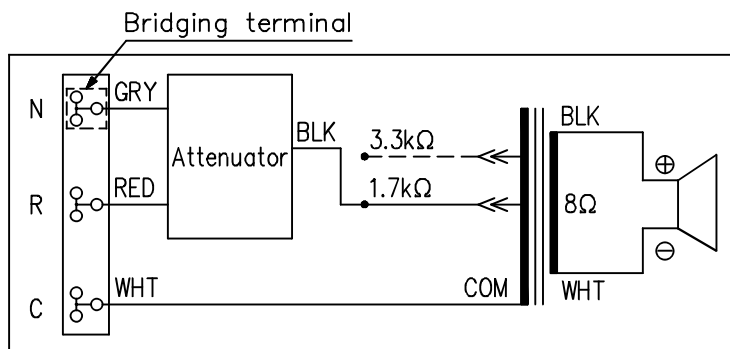 Bridging terminal
N
GRY
BLK
3.3kΩ
BLK
⊕
Attenuator
R
RED
1.7kΩ
8Ω
⊖
C
WHT
COM
WHT